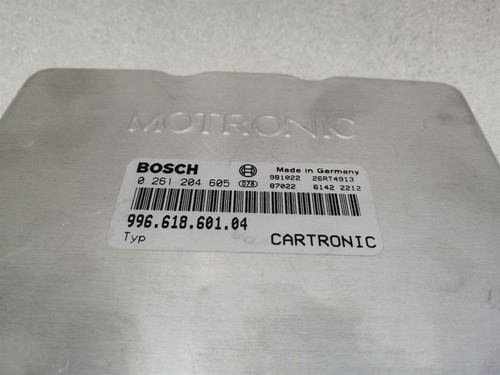 MOTRONIC
BOSCH Made in Germany
0 261 204 605 078 981022 26RT4913
87022 6142 2212
996.618.601.04
Typ CARTRONIC